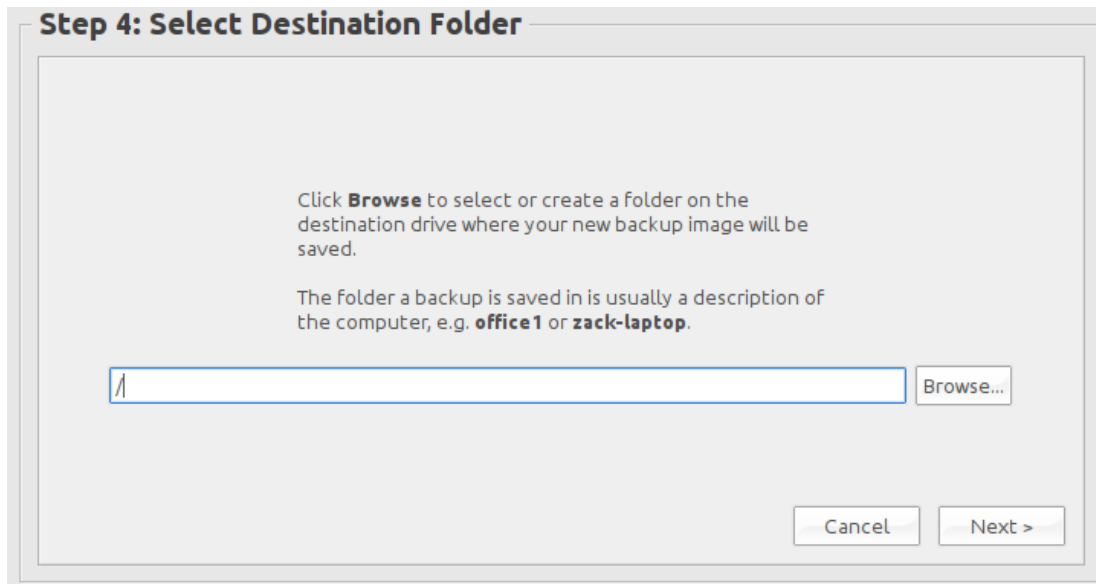 Step 4: Select Destination Folder
Click Browse to select or create a folder on the
destination drive where your new backup image will be
saved.
The folder a backup is saved in is usually a description of
the computer, e.g. office1 or zack-laptop.
/
Browse...
Cancel
Next >